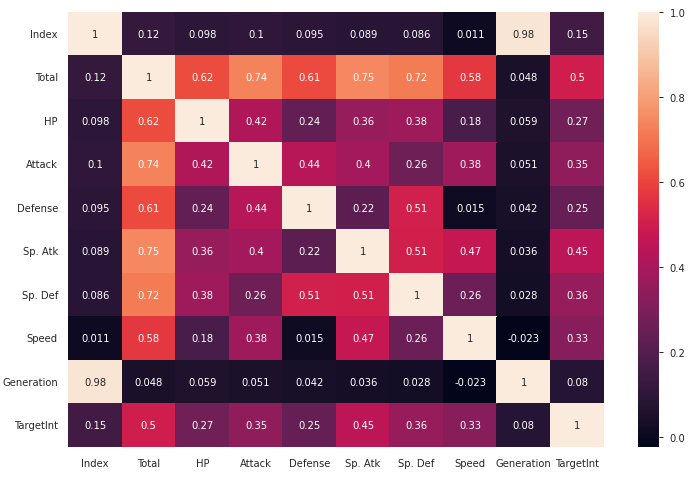 Index 1 0.12 0.098 0.1 0.095 0.089 0.086 0.011 0.98 0.15
Total 0.12 1 0.62 0.74 0.61 0.75 0.72 0.58 0.048 0.5
HP 0.098 0.62 1 0.42 0.24 0.36 0.38 0.18 0.059 0.27
Attack 0.1 0.74 0.42 1 0.44 0.4 0.26 0.38 0.051 0.35
Defense 0.095 0.61 0.24 0.44 1 0.22 0.51 0.015 0.042 0.25
Sp. Atk 0.089 0.75 0.36 0.4 0.22 1 0.51 0.47 0.036 0.45
Sp. Def 0.086 0.72 0.38 0.26 0.51 0.51 1 0.26 0.028 0.36
Speed 0.011 0.58 0.18 0.38 0.015 0.47 0.26 1 -0.023 0.33
Generation 0.98 0.048 0.059 0.051 0.042 0.036 0.028 -0.023 1 0.08
TargetInt 0.15 0.5 0.27 0.35 0.25 0.45 0.36 0.33 0.08 1
Index Total HP Attack Defense Sp. Atk Sp. Def Speed Generation TargetInt
1.0
0.8
0.6
0.4
0.2
0.0